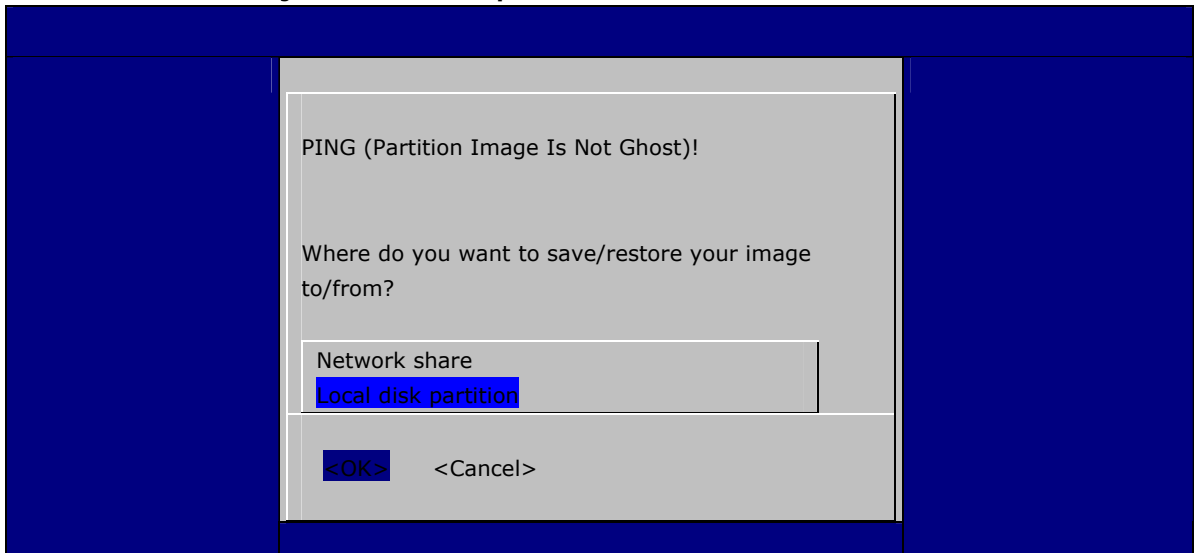 PING (Partition Image Is Not Ghost)!
Where do you want to save/restore your image
to/from?
Network share
Local disk partition
<OK> <Cancel>